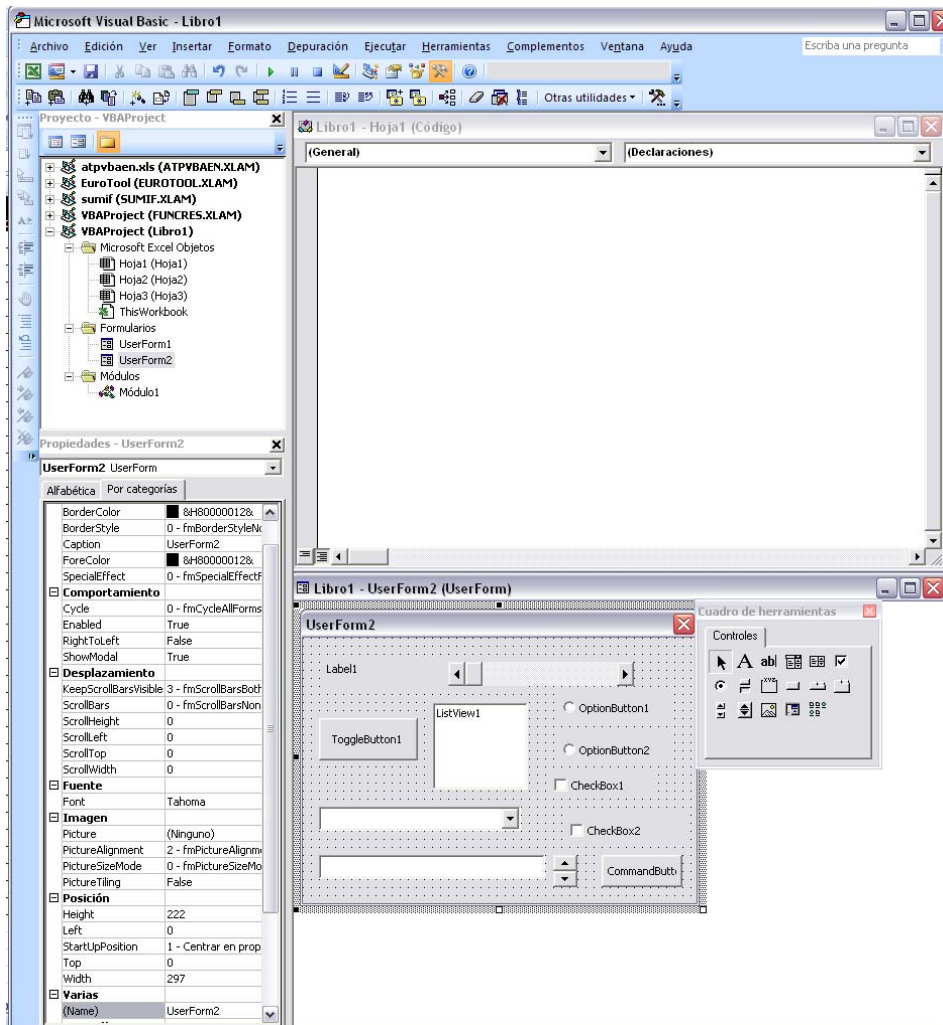 Microsoft Visual Basic - Libro1
Archivo Edición Ver Insertar Formato Depuración Ejecutar Herramientas Complementos Ventana Ayuda
Escriba una pregunta
Otras utilidades
Proyecto - VBAProject
atpvbaen.xls (ATPVBAEN.XLAM)
EuroTool (EUROTOOL.XLAM)
sumif (SUMIF.XLAM)
VBAProject (FUNCRES.XLAM)
VBAProject (Libro1)
Microsoft Excel Objetos
Hoja1 (Hoja1)
Hoja2 (Hoja2)
Hoja3 (Hoja3)
ThisWorkbook
Formularios
UserForm1
UserForm2
Módulos
Módulo1
Propiedades - UserForm2
UserForm2 UserForm
Alfabética Por categorías
BorderColor &H80000012&
BorderStyle 0 - fmBorderStyleNo
Caption UserForm2
ForeColor &H80000012&
SpecialEffect 0 - fmSpecialEffectF
Comportamiento
Cycle 0 - fmCycleAllForms
Enabled True
RightToLeft False
ShowModal True
Desplazamiento
KeepScrollBarsVisible 3 - fmScrollBarsBoth
ScrollBars 0 - fmScrollBarsNon
ScrollHeight 0
ScrollLeft 0
ScrollTop 0
ScrollWidth 0
Fuente
Font Tahoma
Imagen
Picture (Ninguno)
PictureAlignment 2 - fmPictureAlignm
PictureSizeMode 0 - fmPictureSizeMo
PictureTiling False
Posición
Height 222
Left 0
StartUpPosition 1 - Centrar en prop
Top 0
Width 297
Varias
(Name) UserForm2
Libro1 - Hoja1 (Código)
(General) (Declaraciones)
Libro1 - UserForm2 (UserForm)
UserForm2
Label1
ToggleButton1
ListView1
OptionButton1
OptionButton2
CheckBox1
CheckBox2
CommandButt
Cuadro de herramientas
Controles
A abl
XYZ